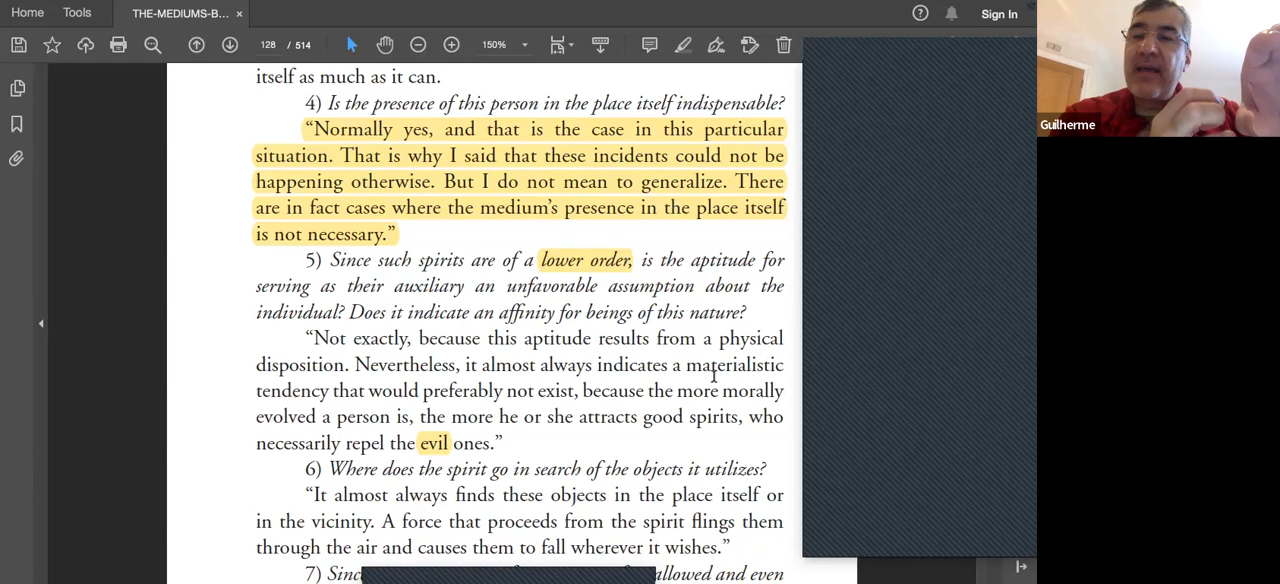 Home Tools THE-MEDIUMS-B... × Sign In
128 / 514 150%
Guilherme
itself as much as it can.
4) Is the presence of this person in the place itself indispensable?
“Normally yes, and that is the case in this particular
situation. That is why I said that these incidents could not be
happening otherwise. But I do not mean to generalize. There
are in fact cases where the medium’s presence in the place itself
is not necessary.”
5) Since such spirits are of a lower order, is the aptitude for
serving as their auxiliary an unfavorable assumption about the
individual? Does it indicate an affinity for beings of this nature?
“Not exactly, because this aptitude results from a physical
disposition. Nevertheless, it almost always indicates a materialistic
tendency that would preferably not exist, because the more morally
evolved a person is, the more he or she attracts good spirits, who
necessarily repel the evil ones.”
6) Where does the spirit go in search of the objects it utilizes?
“It almost always finds these objects in the place itself or
in the vicinity. A force that proceeds from the spirit flings them
through the air and causes them to fall wherever it wishes.”
7) Sinc allowed and even